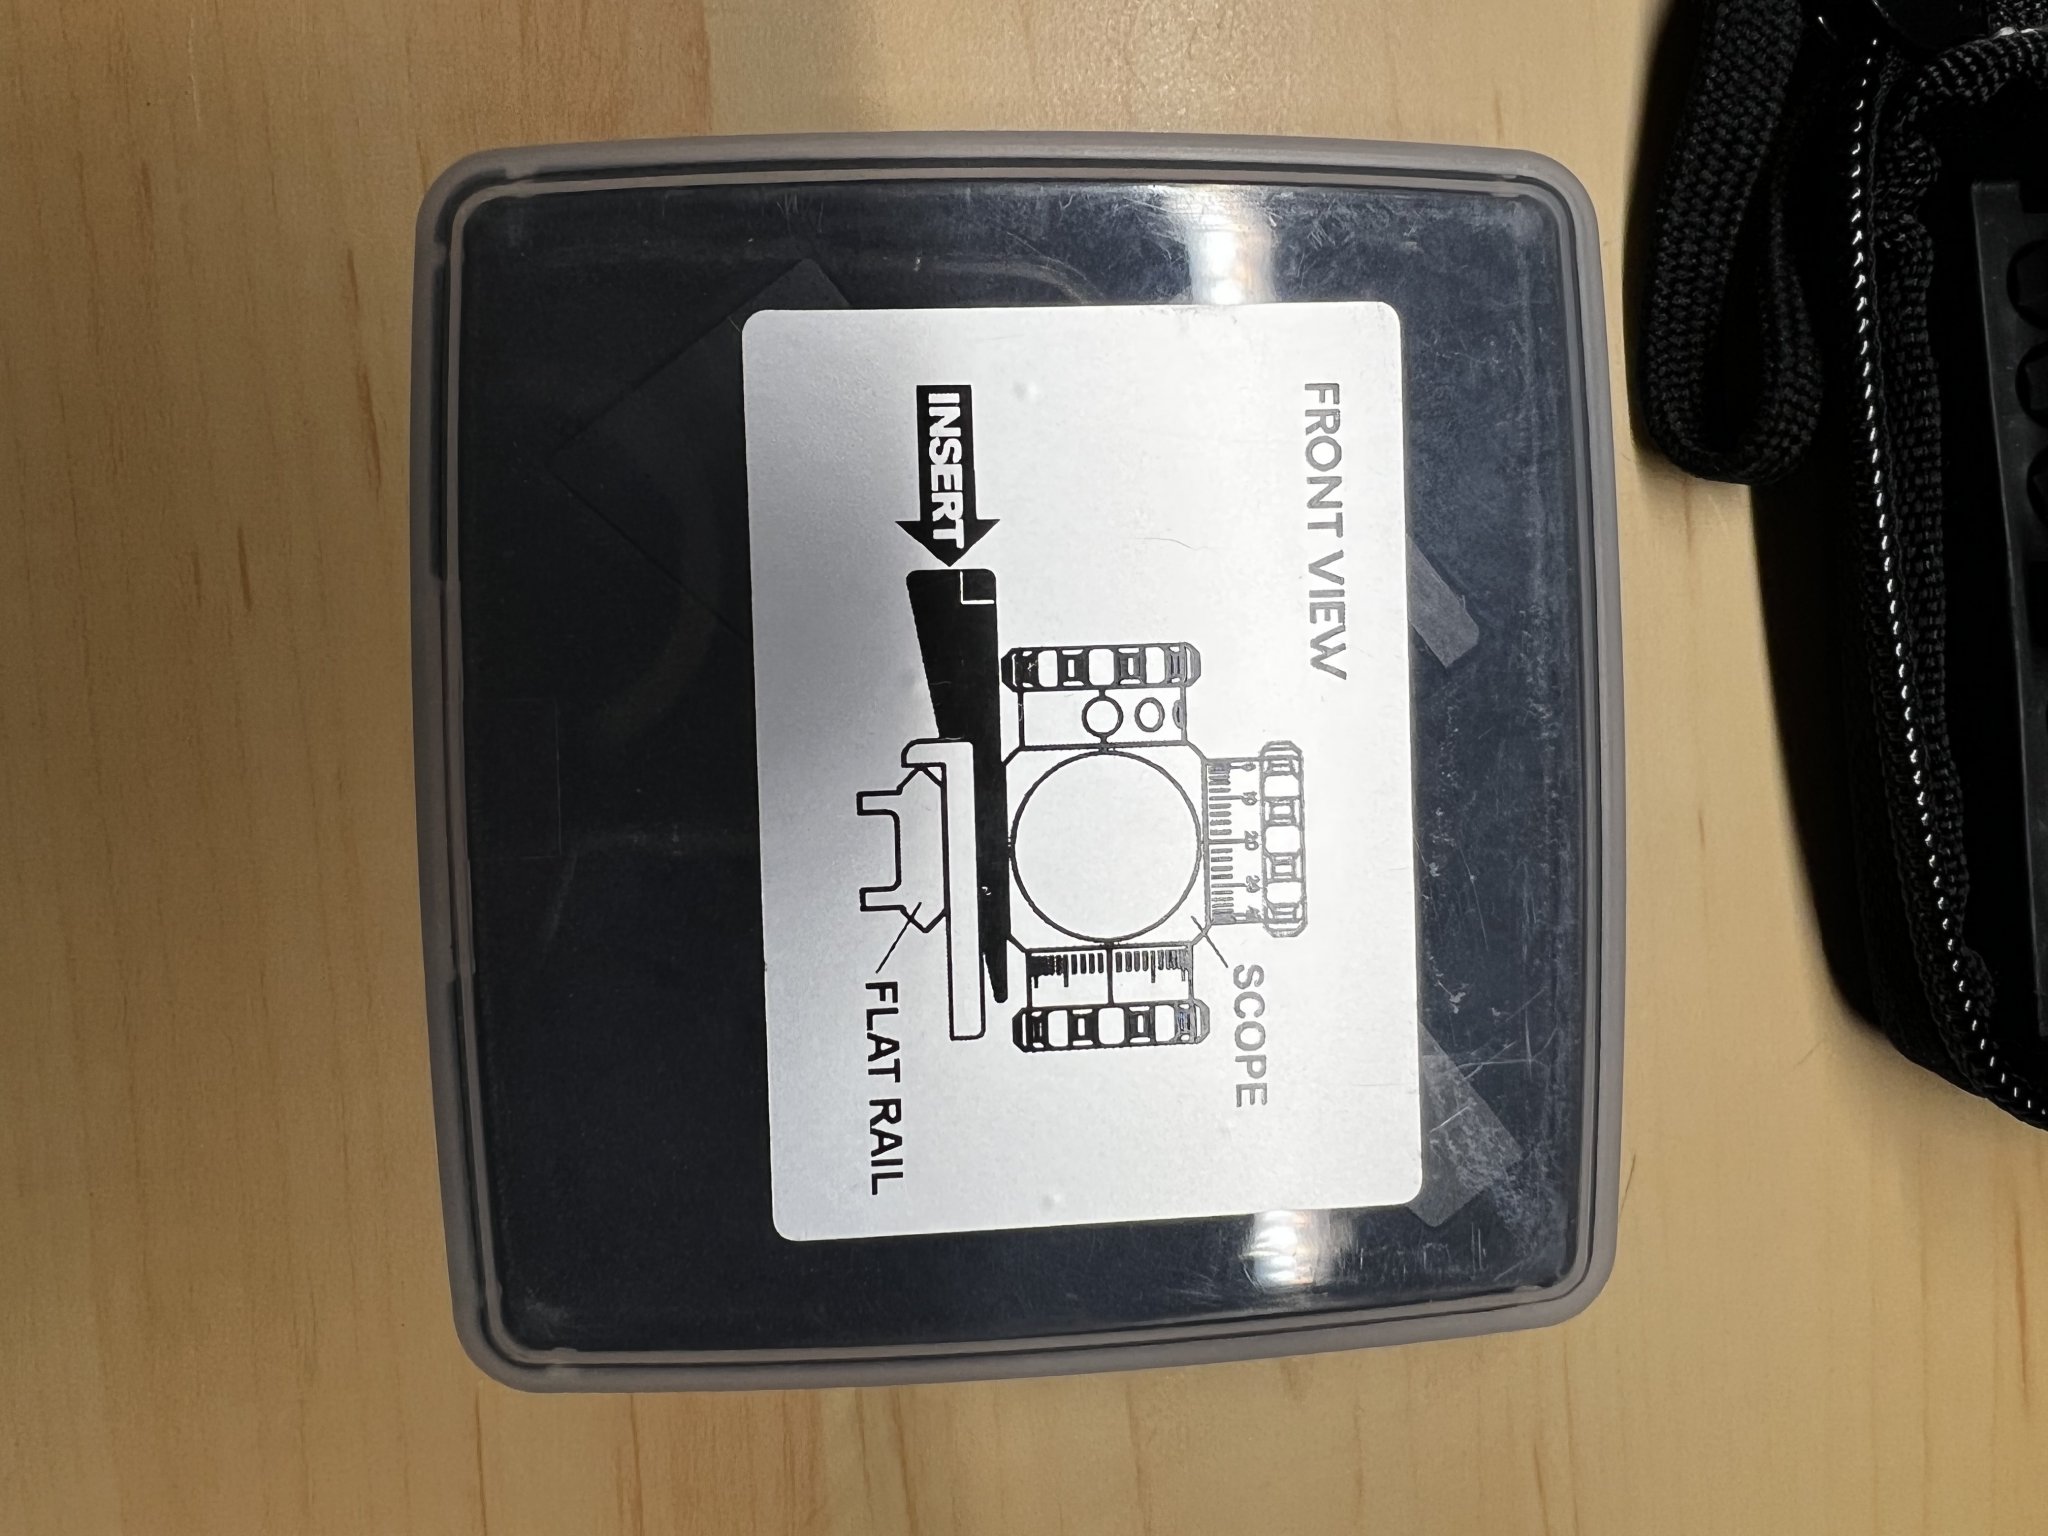 FRONT VIEW
SCOPE
INSERT
FLAT RAIL